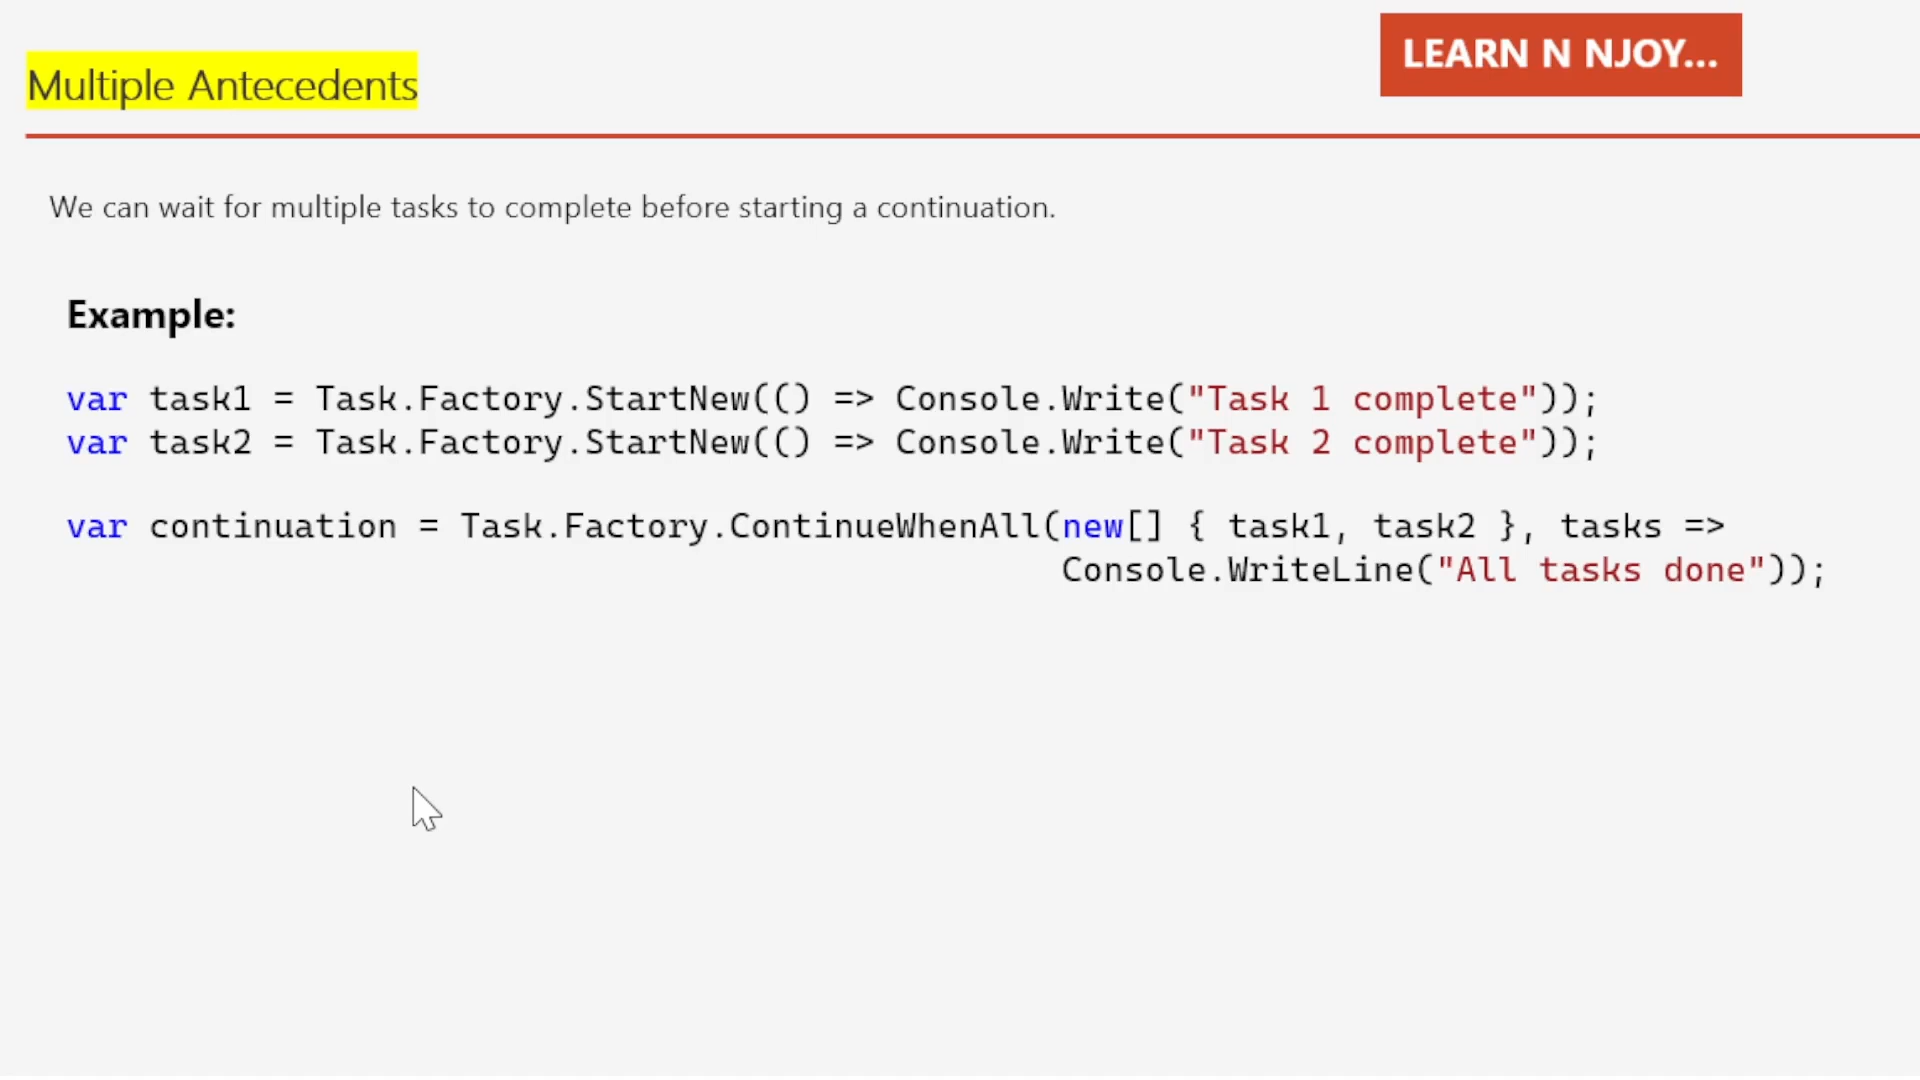 LEARN N NJOY...
Multiple Antecedents
We can wait for multiple tasks to complete before starting a continuation.
Example:
var task1 = Task.Factory.StartNew(() => Console.Write("Task 1 complete"));
var task2 = Task.Factory.StartNew(() => Console.Write("Task 2 complete"));
var continuation = Task.Factory.ContinueWhenAll(new[] { task1, task2 }, tasks =>
Console.WriteLine("All tasks done"));